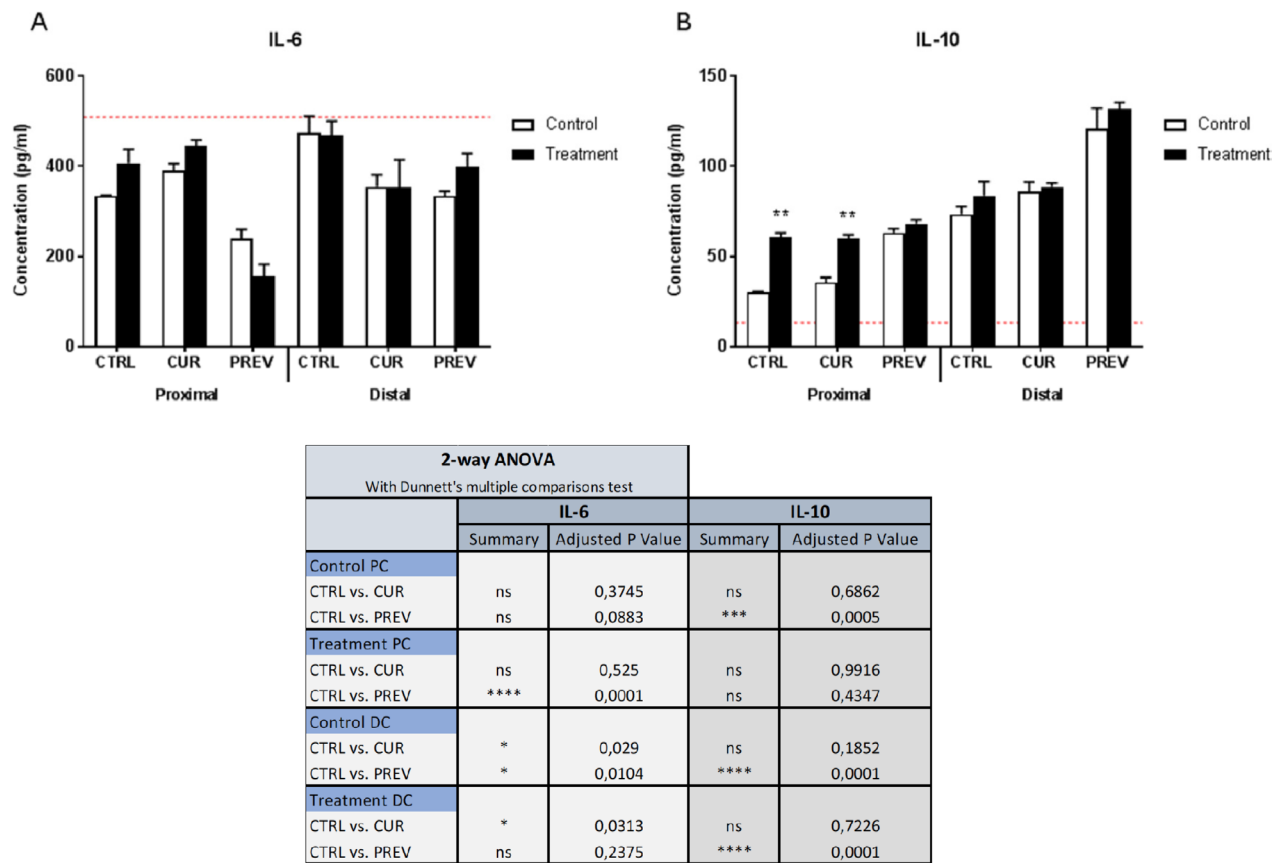 A
IL-6
Concentration (pg/ml)
600
400
200
0
CTRL CUR PREV CTRL CUR PREV
Proximal Distal
Control
Treatment
B
IL-10
Concentration (pg/ml)
150
100
50
0
** **
CTRL CUR PREV CTRL CUR PREV
Proximal Distal
Control
Treatment
2-way ANOVA
With Dunnett's multiple comparisons test
IL-6 IL-10
Summary Adjusted P Value Summary Adjusted P Value
Control PC
CTRL vs. CUR ns 0,3745 ns 0,6862
CTRL vs. PREV ns 0,0883 *** 0,0005
Treatment PC
CTRL vs. CUR ns 0,525 ns 0,9916
CTRL vs. PREV **** 0,0001 ns 0,4347
Control DC
CTRL vs. CUR * 0,029 ns 0,1852
CTRL vs. PREV * 0,0104 **** 0,0001
Treatment DC
CTRL vs. CUR * 0,0313 ns 0,7226
CTRL vs. PREV ns 0,2375 **** 0,0001